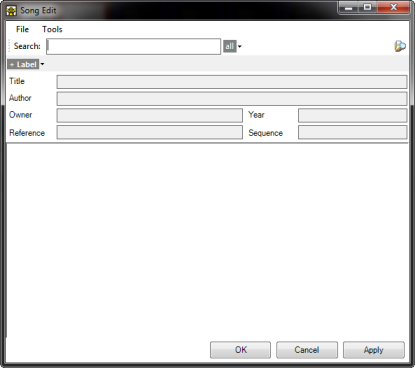 Song Edit
File Tools
Search: all
+ Label
Title
Author
Owner Year
Reference Sequence
OK Cancel Apply